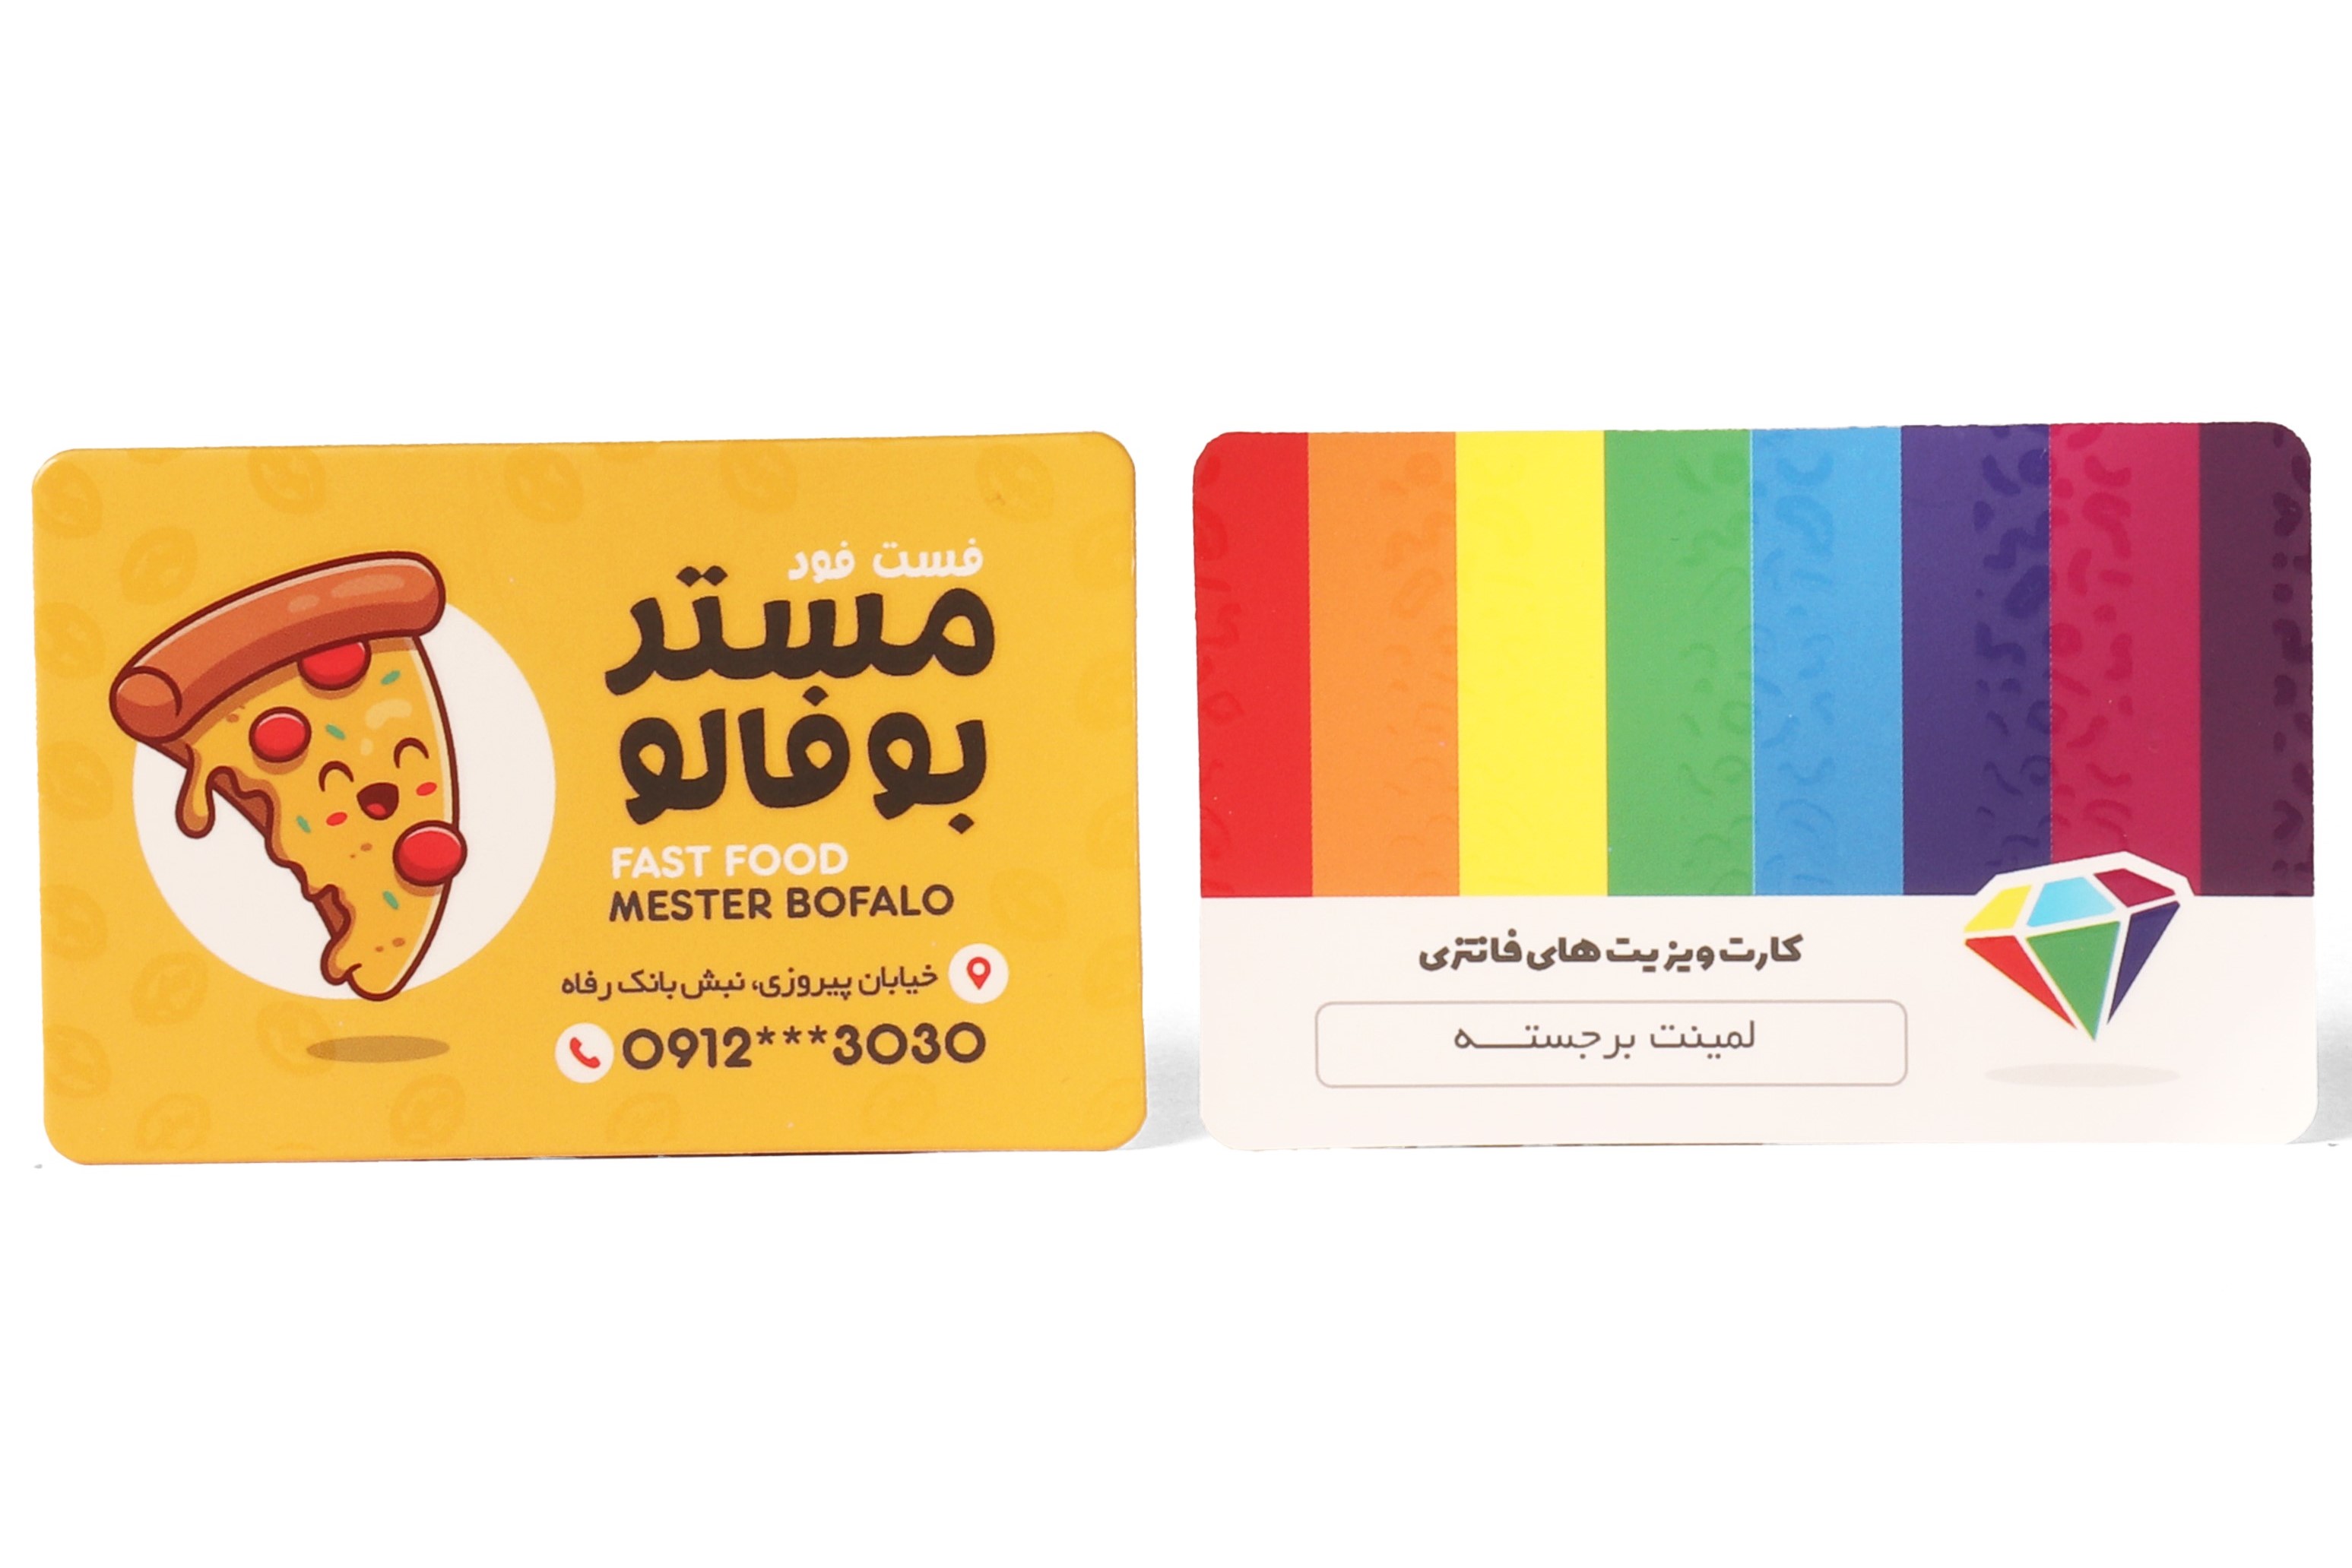 فست فود
مستر
بوفالو
FAST FOOD
MESTER BOFALO
خیابان پیروزی، نبش بانک رفاه
0912***3030
کارت ویزیت های فانتزی
لمینت برجستـــه